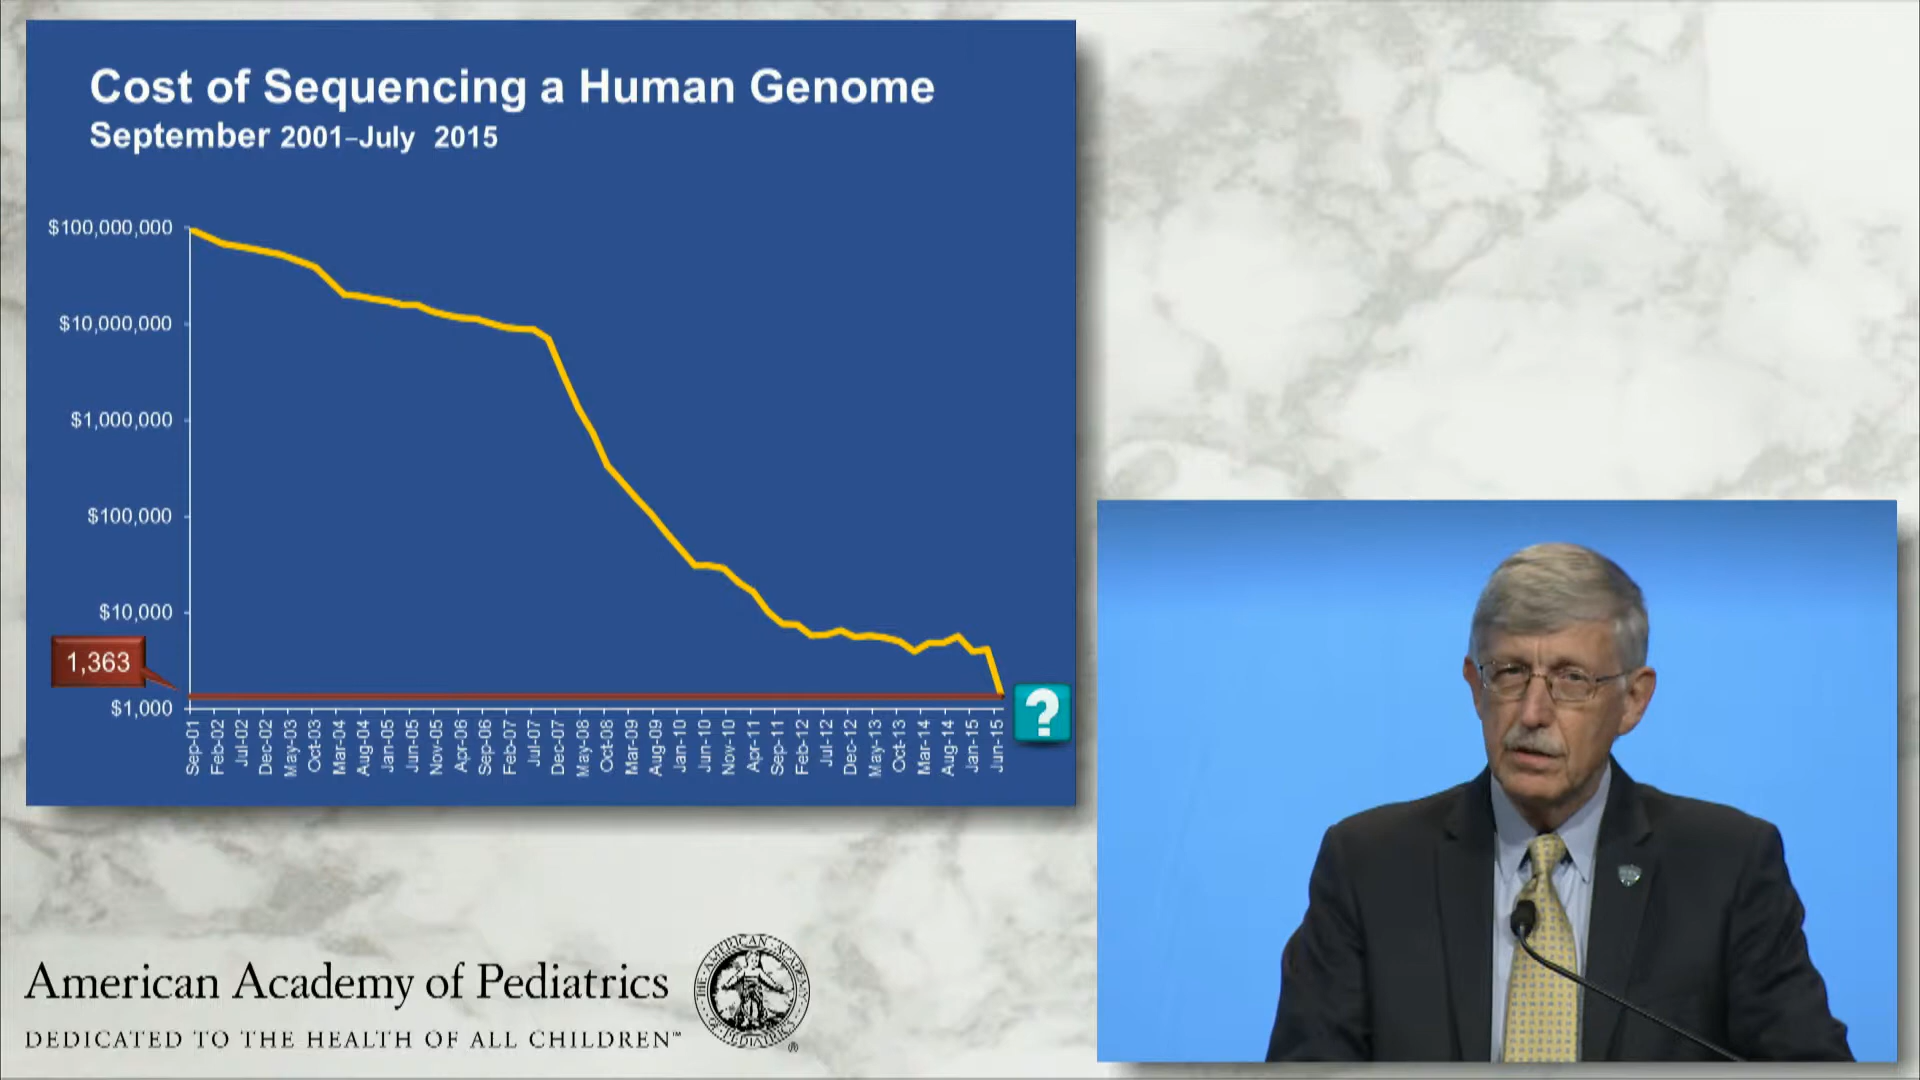 Cost of Sequencing a Human Genome
September 2001–July 2015
$100,000,000
$10,000,000
$1,000,000
$100,000
$10,000
1,363
$1,000
?
Sep-01
Feb-02
Jul-02
Dec-02
May-03
Oct-03
Mar-04
Aug-04
Jan-05
Jun-05
Nov-05
Apr-06
Sep-06
Feb-07
Jul-07
Dec-07
May-08
Oct-08
Mar-09
Aug-09
Jan-10
Jun-10
Nov-10
Apr-11
Sep-11
Feb-12
Jul-12
Dec-12
May-13
Oct-13
Mar-14
Aug-14
Jan-15
Jun-15
American Academy of Pediatrics
DEDICATED TO THE HEALTH OF ALL CHILDREN™
THE · AMERICAN · ACADEMY · OF · PEDIATRICS ·
®